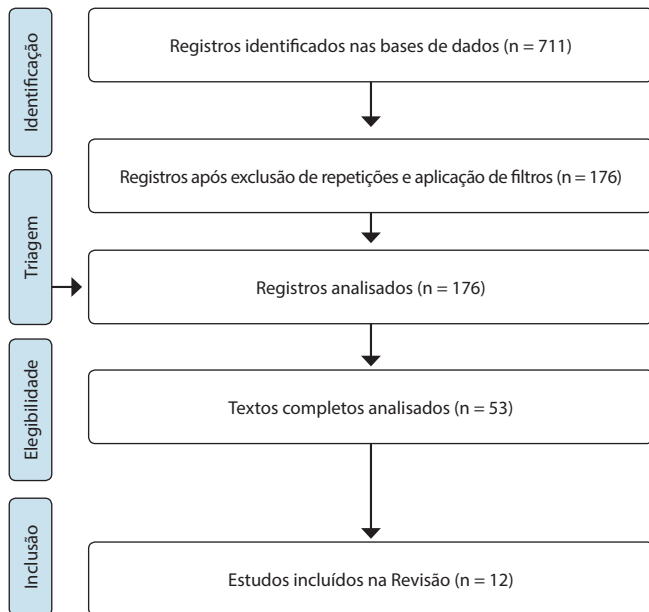 Identificação
Registros identificados nas bases de dados (n = 711)
Registros após exclusão de repetições e aplicação de filtros (n = 176)
Triagem
Registros analisados (n = 176)
Elegibilidade
Textos completos analisados (n = 53)
Inclusão
Estudos incluídos na Revisão (n = 12)